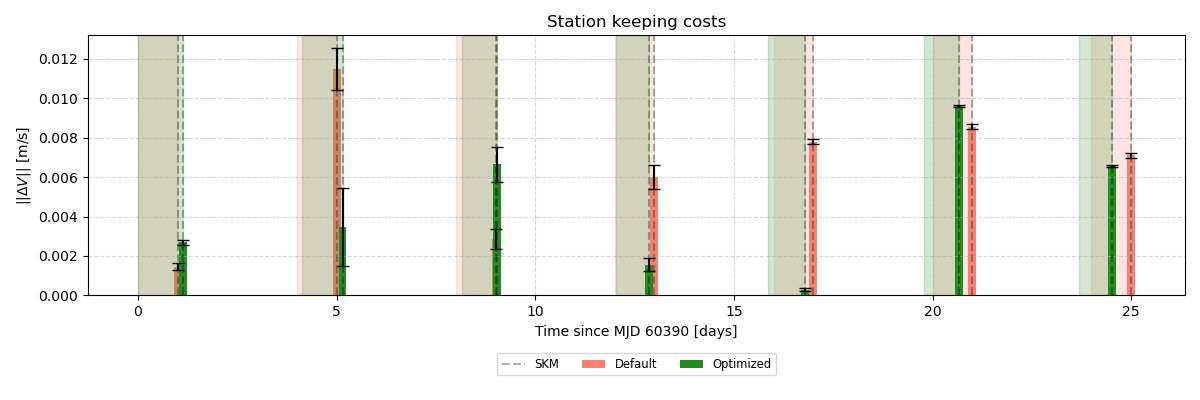 Station keeping costs
||ΔV|| [m/s]
0.012
0.010
0.008
0.006
0.004
0.002
0.000
0 5 10 15 20 25
Time since MJD 60390 [days]
SKM Default Optimized